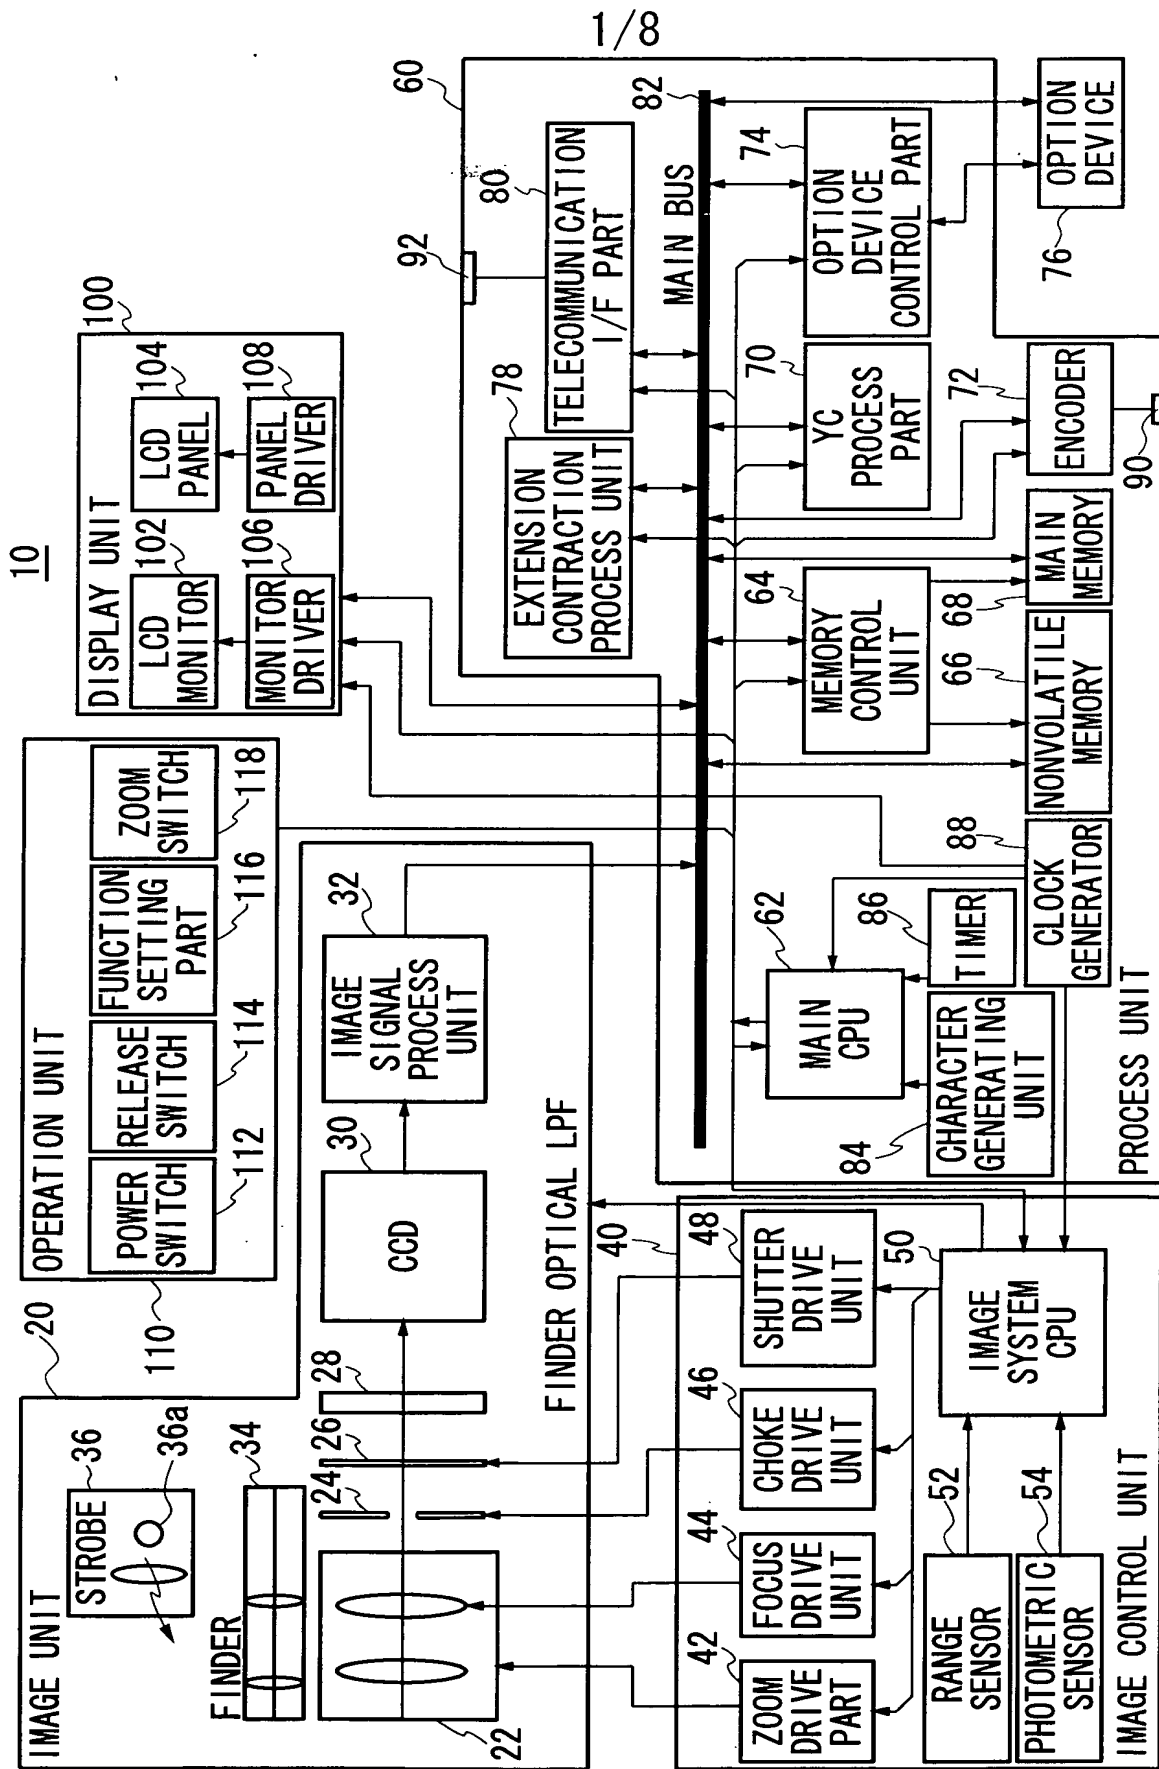 1/8
10
IMAGE UNIT
20
STROBE
36
36a
FINDER
34
22
24
26
28
CCD
30
IMAGE
SIGNAL
PROCESS
UNIT
32
FINDER OPTICAL LPF
OPERATION UNIT
110
POWER
SWITCH
112
RELEASE
SWITCH
114
FUNCTION
SETTING
PART
116
ZOOM
SWITCH
118
DISPLAY UNIT
100
LCD
MONITOR
102
LCD
PANEL
104
MONITOR
DRIVER
106
PANEL
DRIVER
108
IMAGE CONTROL UNIT
40
ZOOM
DRIVE
PART
42
FOCUS
DRIVE
UNIT
44
CHOKE
DRIVE
UNIT
46
SHUTTER
DRIVE
UNIT
48
IMAGE
SYSTEM
CPU
50
RANGE
SENSOR
52
PHOTOMETRIC
SENSOR
54
PROCESS UNIT
60
MAIN
CPU
62
MEMORY
CONTROL
UNIT
64
NONVOLATILE
MEMORY
66
MAIN
MEMORY
68
YC
PROCESS
PART
70
ENCODER
72
OPTION
DEVICE
CONTROL PART
74
OPTION
DEVICE
76
EXTENSION
CONTRACTION
PROCESS UNIT
78
TELECOMMUNICATION
I/F PART
80
MAIN BUS
82
CHARACTER
GENERATING
UNIT
84
TIMER
86
CLOCK
GENERATOR
88
90
92